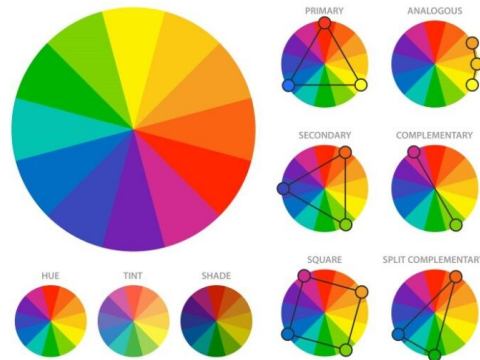 PRIMARY
ANALOGOUS
SECONDARY
COMPLEMENTARY
SQUARE
SPLIT COMPLEMENTARY
HUE
TINT
SHADE